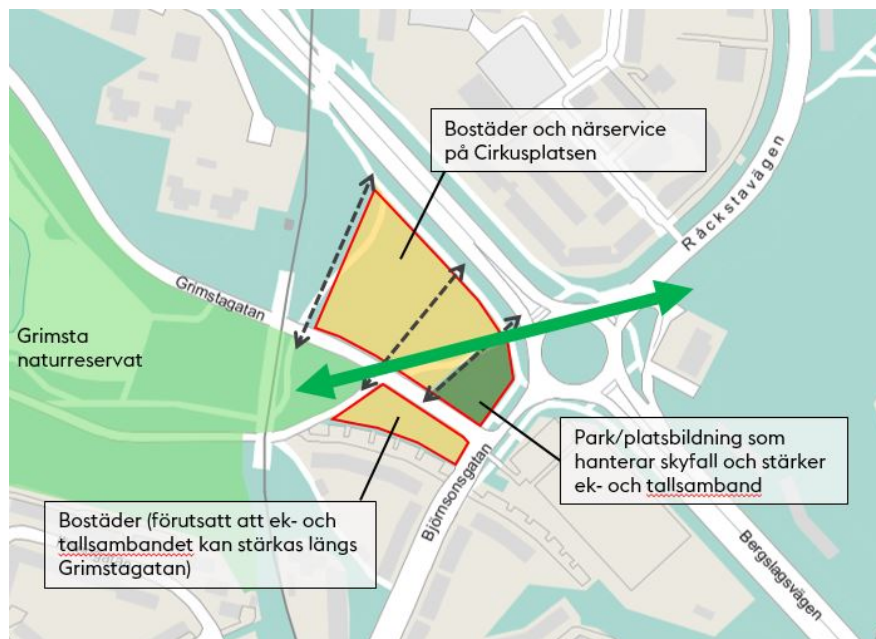 Bostäder och närservice
på Cirkusplatsen
Råckstavägen
Grimstagatan
Grimsta
naturreservat
Park/platsbildning som
hanterar skyfall och stärker
ek- och tallsamband
Björnsonsgatan
Bostäder (förutsatt att ek- och
tallsambandet kan stärkas längs
Grimstagatan)
Bergslagsvägen